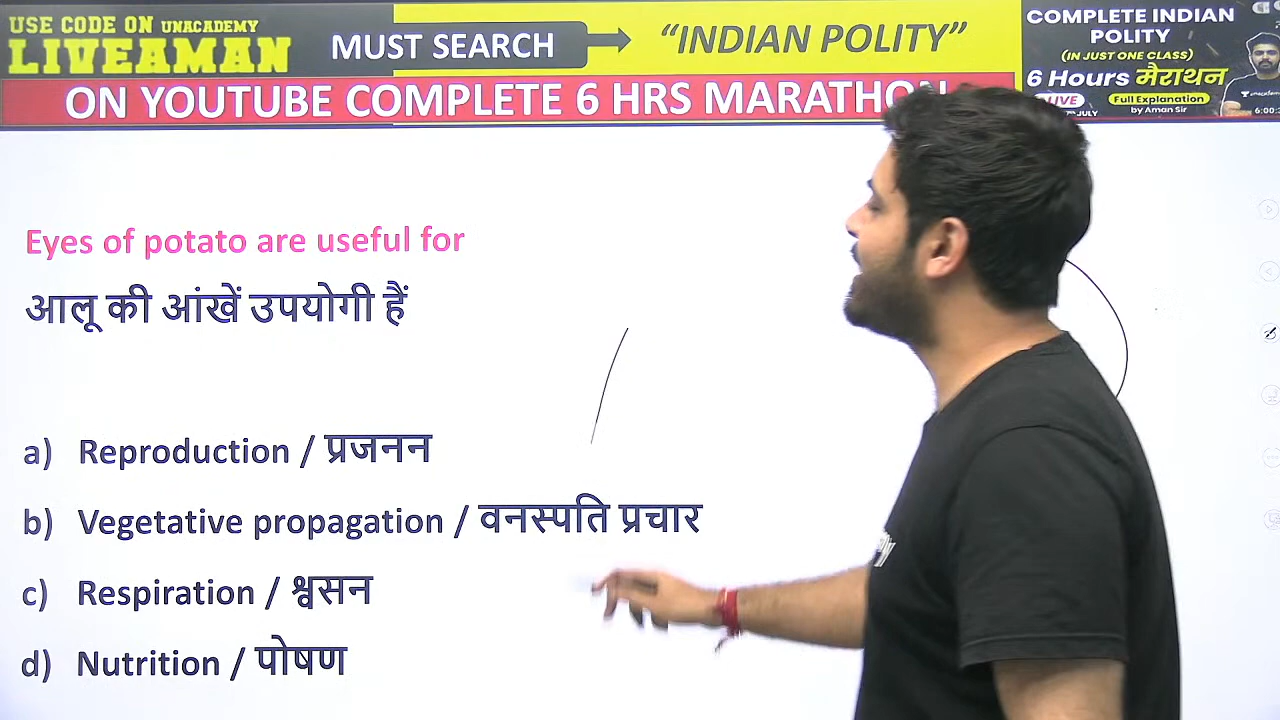 USE CODE ON UNACADEMY
LIVEAMAN
MUST SEARCH
“INDIAN POLITY”
ON YOUTUBE COMPLETE 6 HRS MARATHON
COMPLETE INDIAN
POLITY
(IN JUST ONE CLASS)
6 Hours मैराथन
LIVE
Full Explanation
by Aman Sir
JULY
Eyes of potato are useful for
आलू की आंखें उपयोगी हैं
a) Reproduction / प्रजनन
b) Vegetative propagation / वनस्पति प्रचार
c) Respiration / श्वसन
d) Nutrition / पोषण